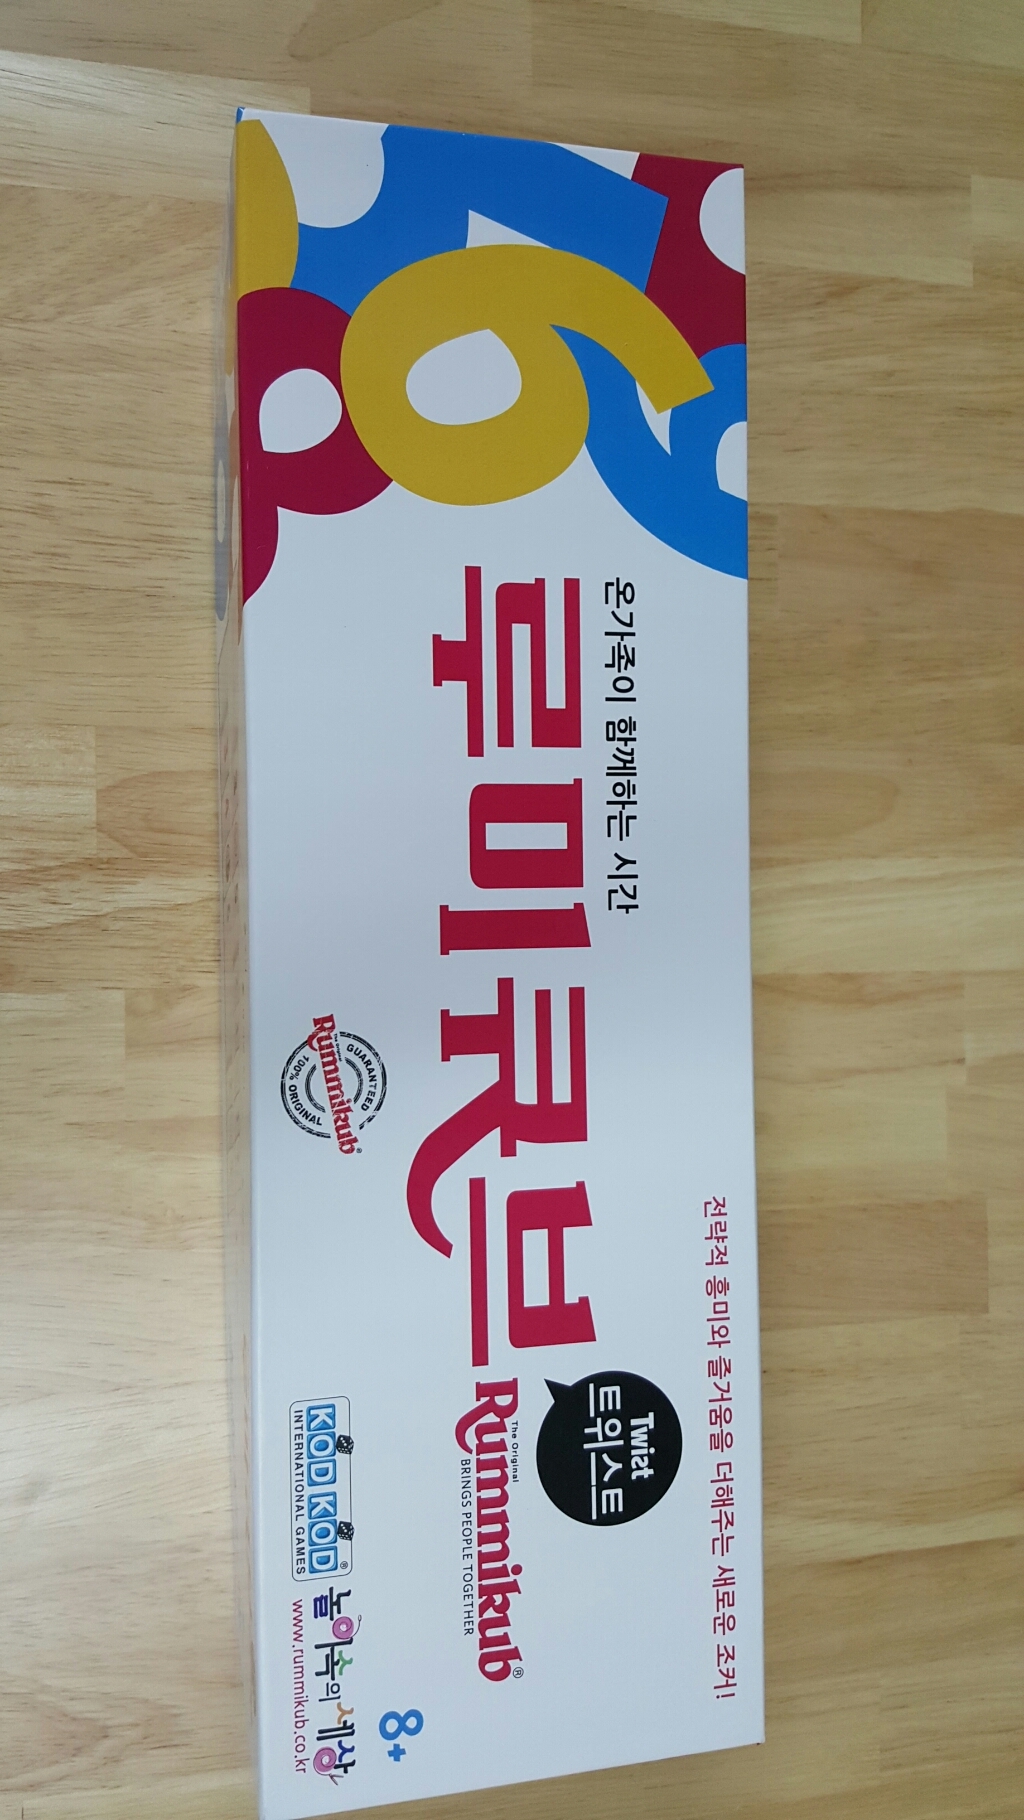 전략적 흥미와 즐거움을 더해주는 새로운 조커!
온가족이 함께하는 시간
루미큐브
Twist
트위스트
The Original
Rummikub®
BRINGS PEOPLE TOGETHER
8+
GUARANTEED
The Original
Rummikub®
100% ORIGINAL
KOD KOD®
INTERNATIONAL GAMES
놀이속의세상
www.rummikub.co.kr
6